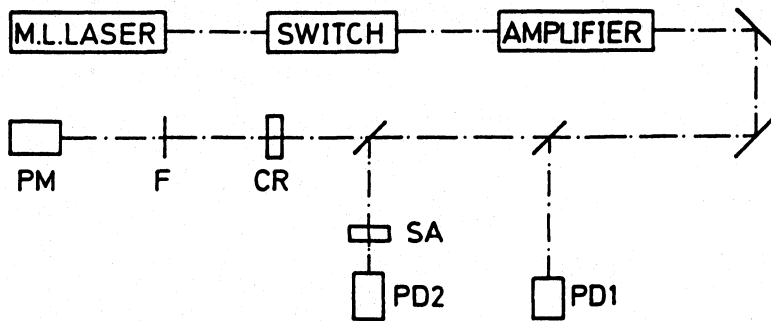 M.L.LASER SWITCH AMPLIFIER
PM F CR
SA
PD2 PD1